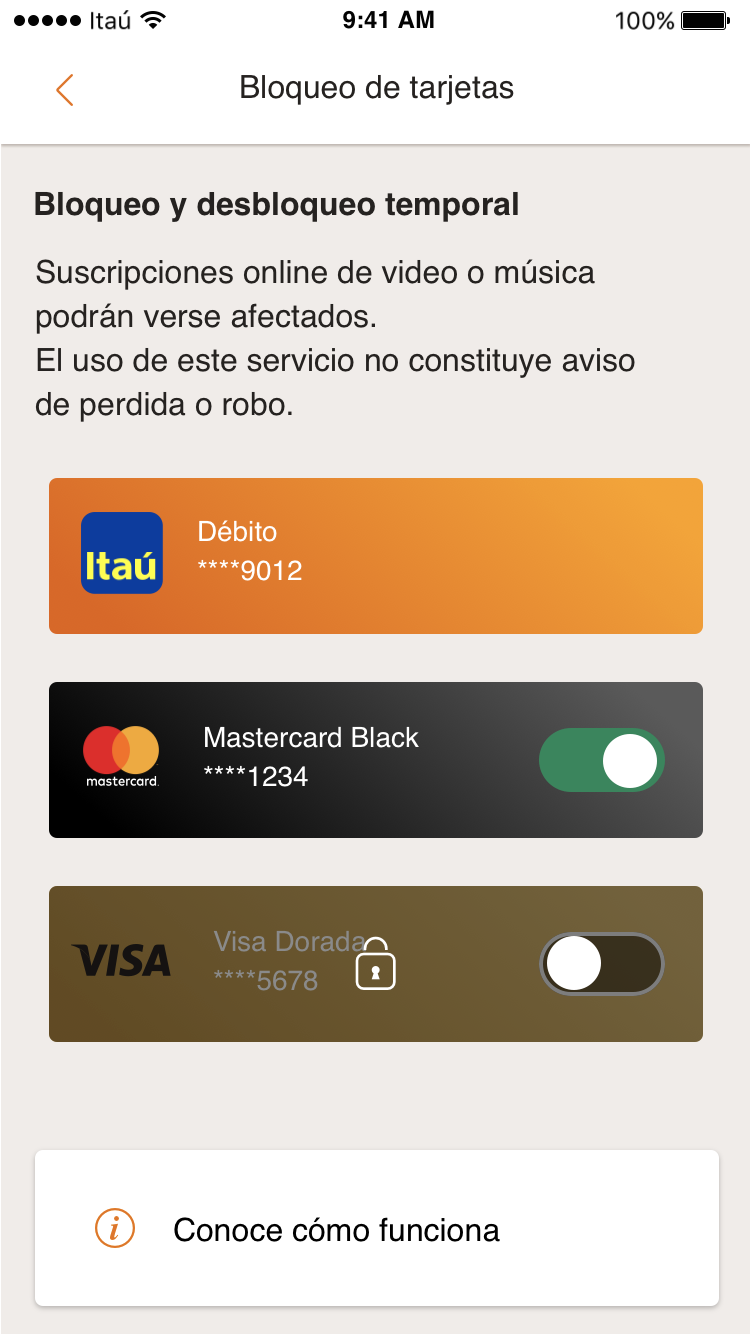 Itaú 9:41 AM 100%
Bloqueo de tarjetas
Bloqueo y desbloqueo temporal
Suscripciones online de video o música
podrán verse afectados.
El uso de este servicio no constituye aviso
de perdida o robo.
Itaú
Débito
****9012
Mastercard Black
****1234
mastercard.
Visa Dorada
****5678
VISA
i
Conoce cómo funciona